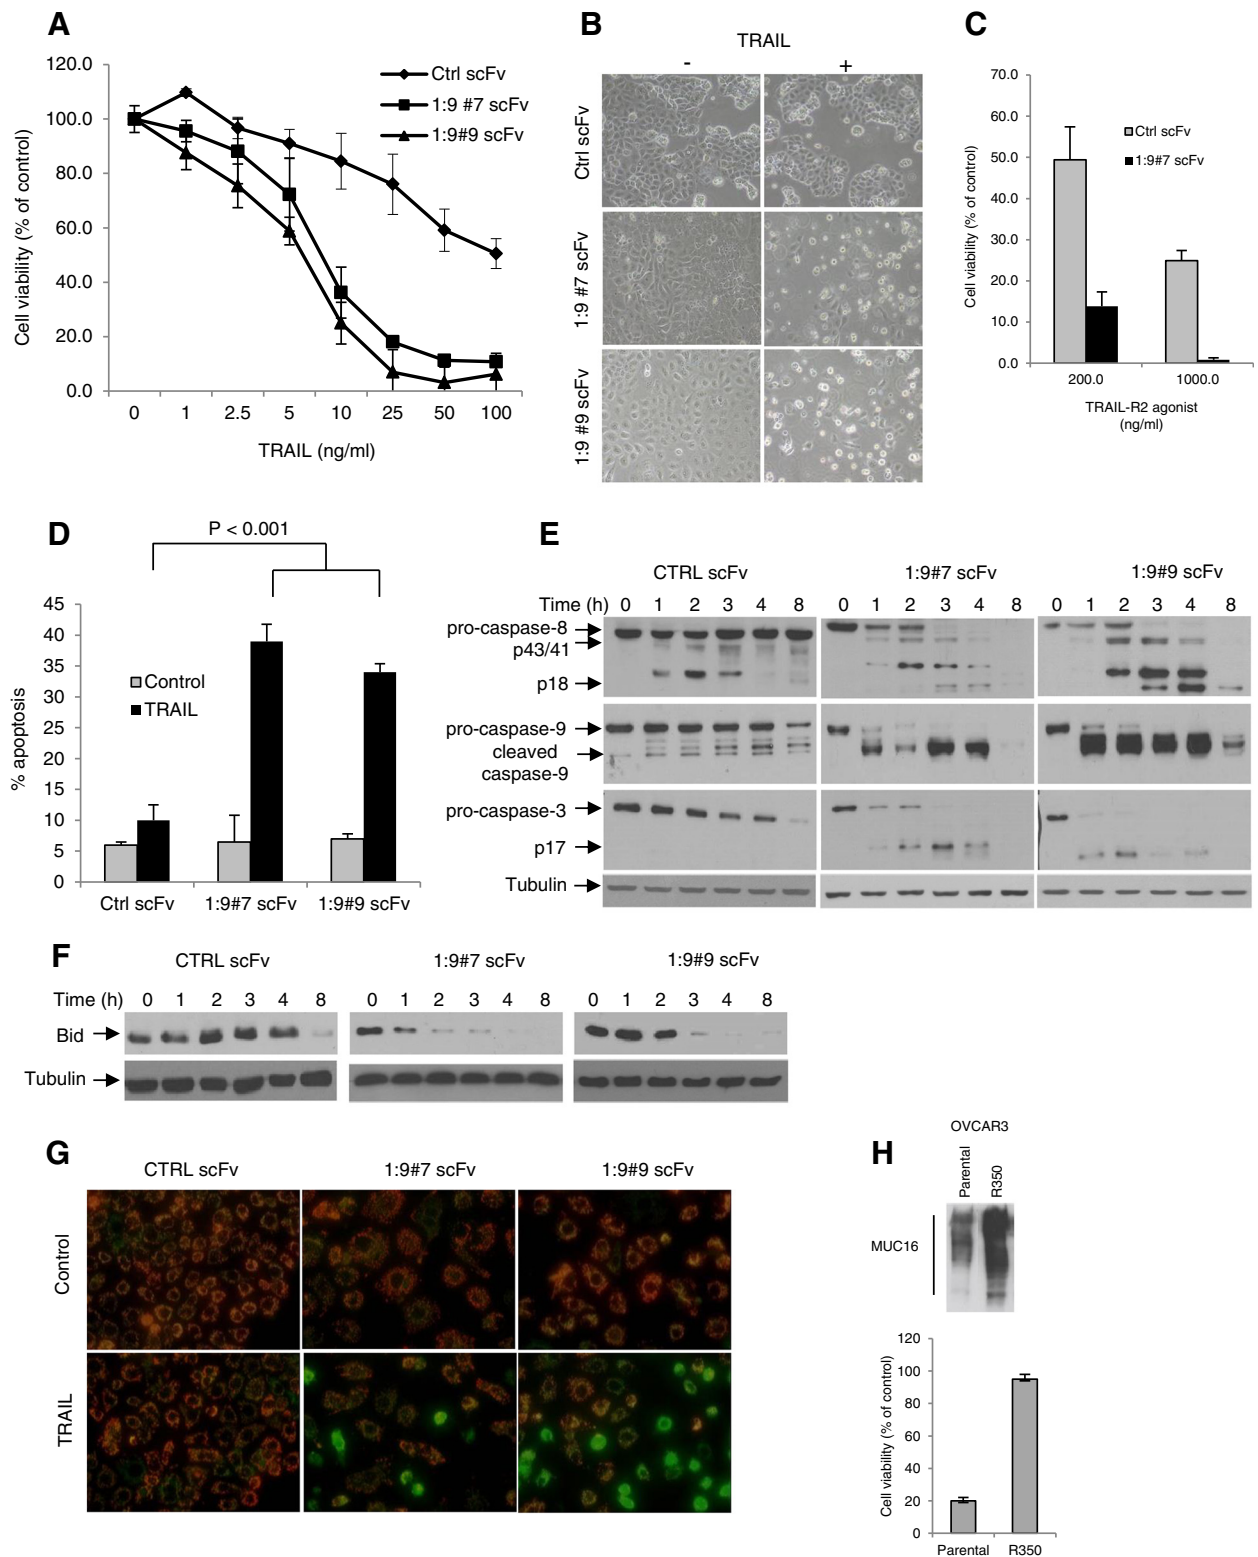 A
120.0
100.0
80.0
60.0
40.0
20.0
0.0
Cell viability (% of control)
Ctrl scFv
1:9 #7 scFv
1:9#9 scFv
0 1 2.5 5 10 25 50 100
TRAIL (ng/ml)
B
TRAIL
- +
Ctrl scFv
1:9 #7 scFv
1:9 #9 scFv
C
70.0
60.0
50.0
40.0
30.0
20.0
10.0
0.0
Cell viability (% of control)
Ctrl scFv
1:9#7 scFv
200.0 1000.0
TRAIL-R2 agonist
(ng/ml)
D
P < 0.001
45
40
35
30
25
20
15
10
5
0
% apoptosis
Control
TRAIL
Ctrl scFv 1:9#7 scFv 1:9#9 scFv
E
CTRL scFv 1:9#7 scFv 1:9#9 scFv
Time (h) 0 1 2 3 4 8 0 1 2 3 4 8 0 1 2 3 4 8
pro-caspase-8
p43/41
p18
pro-caspase-9
cleaved
caspase-9
pro-caspase-3
p17
Tubulin
F
CTRL scFv 1:9#7 scFv 1:9#9 scFv
Time (h) 0 1 2 3 4 8 0 1 2 3 4 8 0 1 2 3 4 8
Bid
Tubulin
G
CTRL scFv 1:9#7 scFv 1:9#9 scFv
Control
TRAIL
H
OVCAR3
Parental
R350
MUC16
120
100
80
60
40
20
0
Cell viability (% of control)
Parental R350